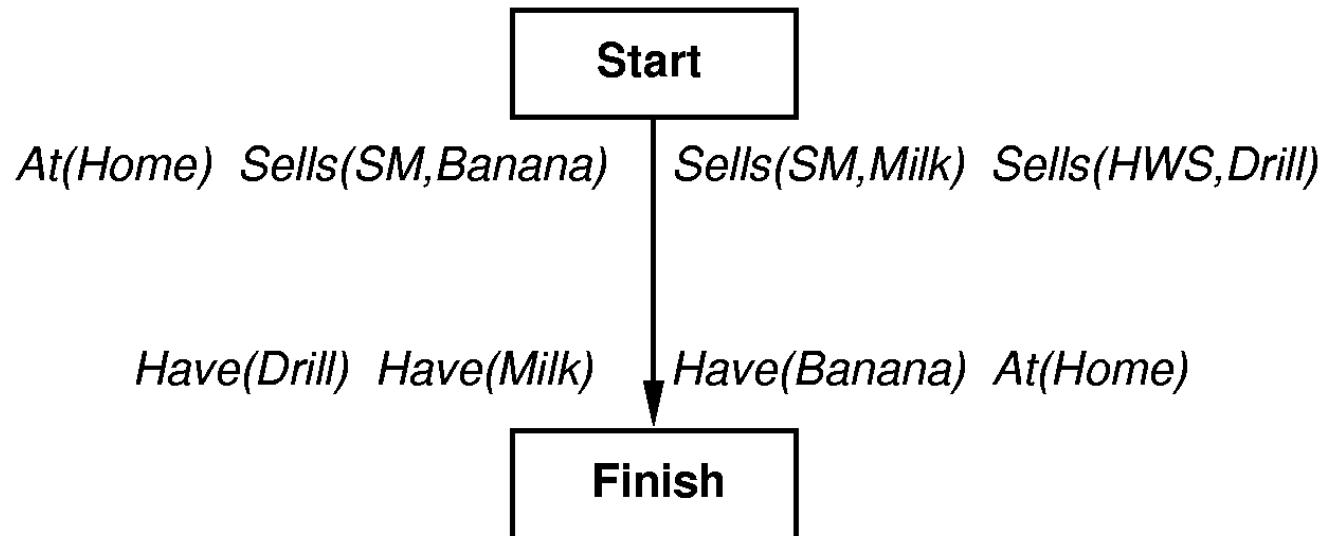 Start
At(Home) Sells(SM,Banana) Sells(SM,Milk) Sells(HWS,Drill)
Have(Drill) Have(Milk) Have(Banana) At(Home)
Finish